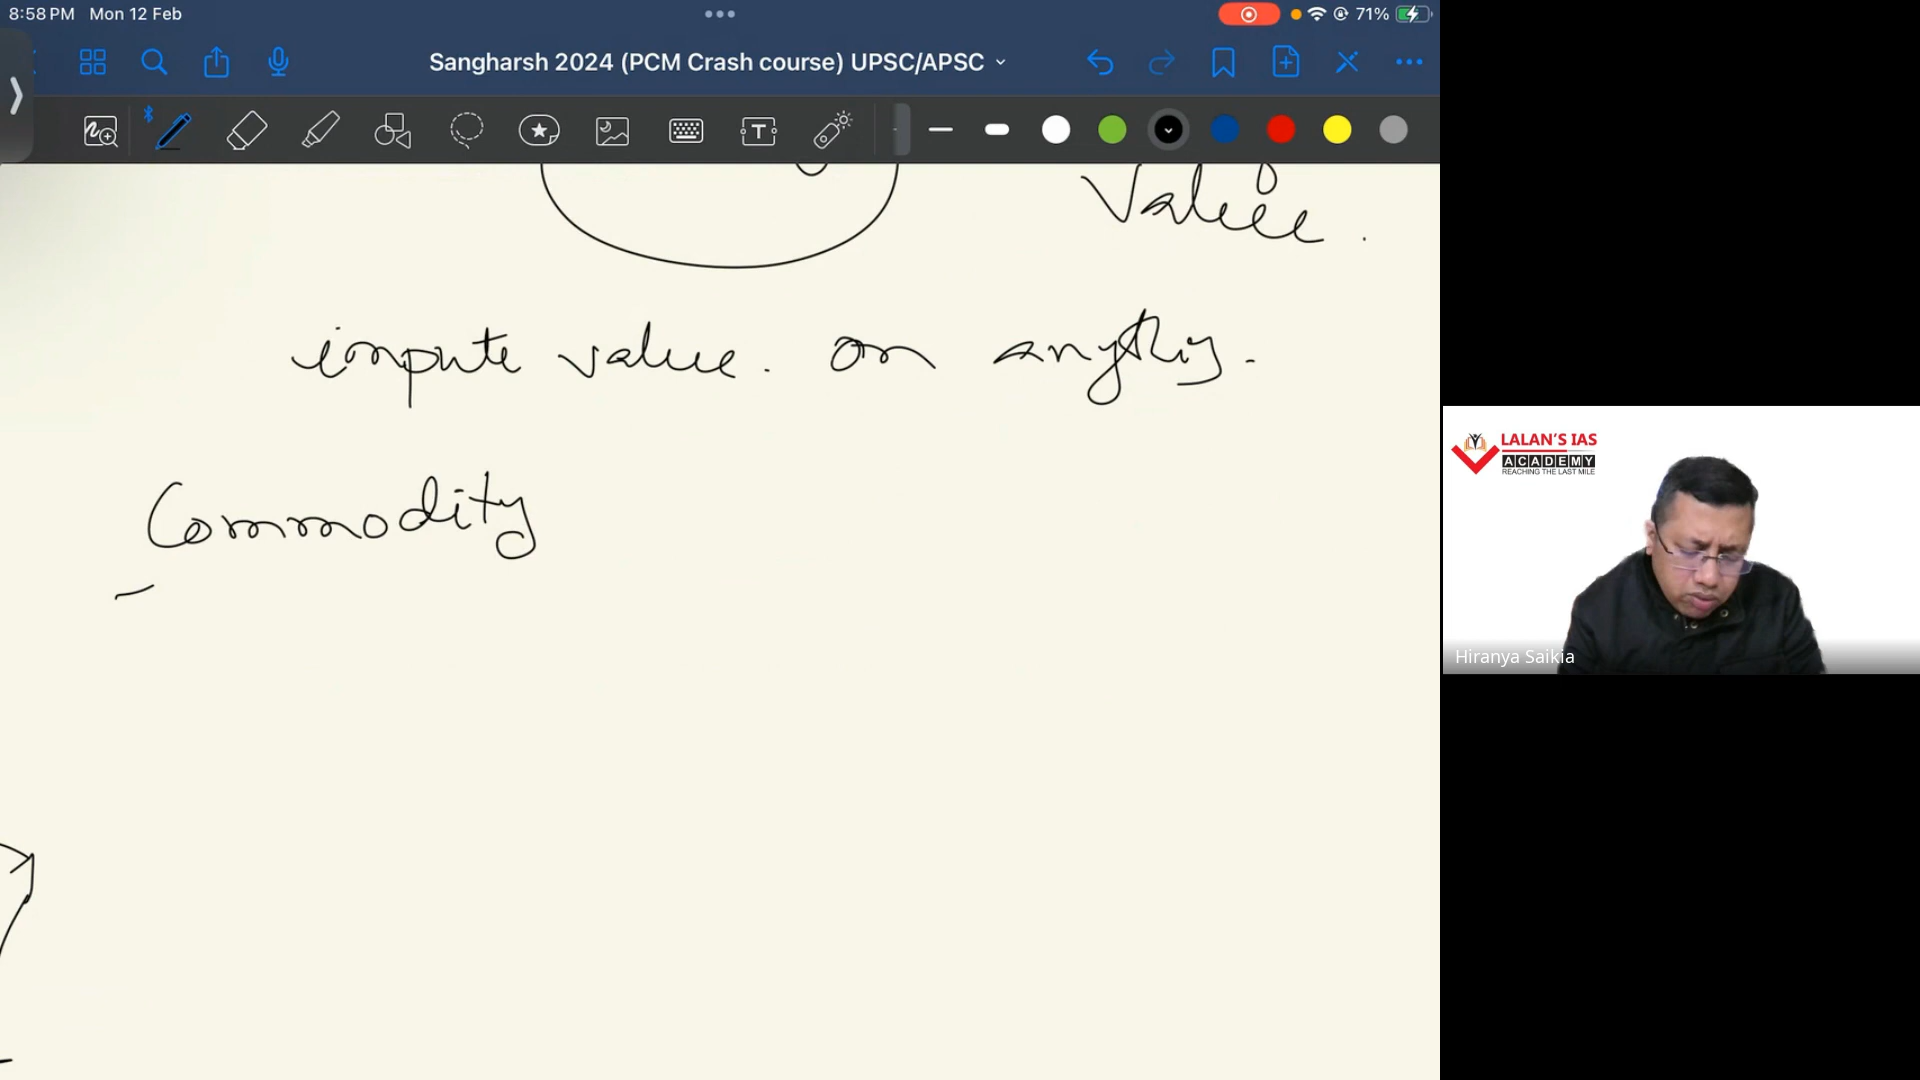 8:58 PM Mon 12 Feb
71%
Sangharsh 2024 (PCM Crash course) UPSC/APSC
T
Value.
impute value. on anythig.
Commodity
LALAN'S IAS
ACADEMY
REACHING THE LAST MILE
Hiranya Saikia